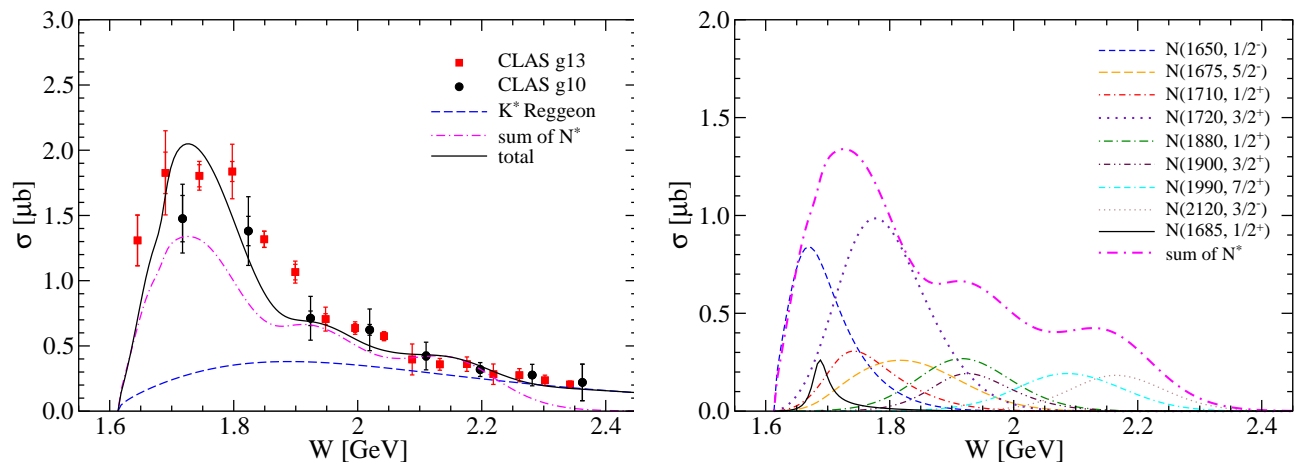 3.0
2.5
2.0
1.5
1.0
0.5
0.0
σ [μb]
1.6 1.8 2.0 2.2 2.4
W [GeV]
CLAS g13
CLAS g10
K* Reggeon
sum of N*
total
2.0
1.5
1.0
0.5
0.0
σ [μb]
1.6 1.8 2.0 2.2 2.4
W [GeV]
N(1650, 1/2⁻)
N(1675, 5/2⁻)
N(1710, 1/2⁺)
N(1720, 3/2⁺)
N(1880, 1/2⁺)
N(1900, 3/2⁺)
N(1990, 7/2⁺)
N(2120, 3/2⁻)
N(1685, 1/2⁺)
sum of N*